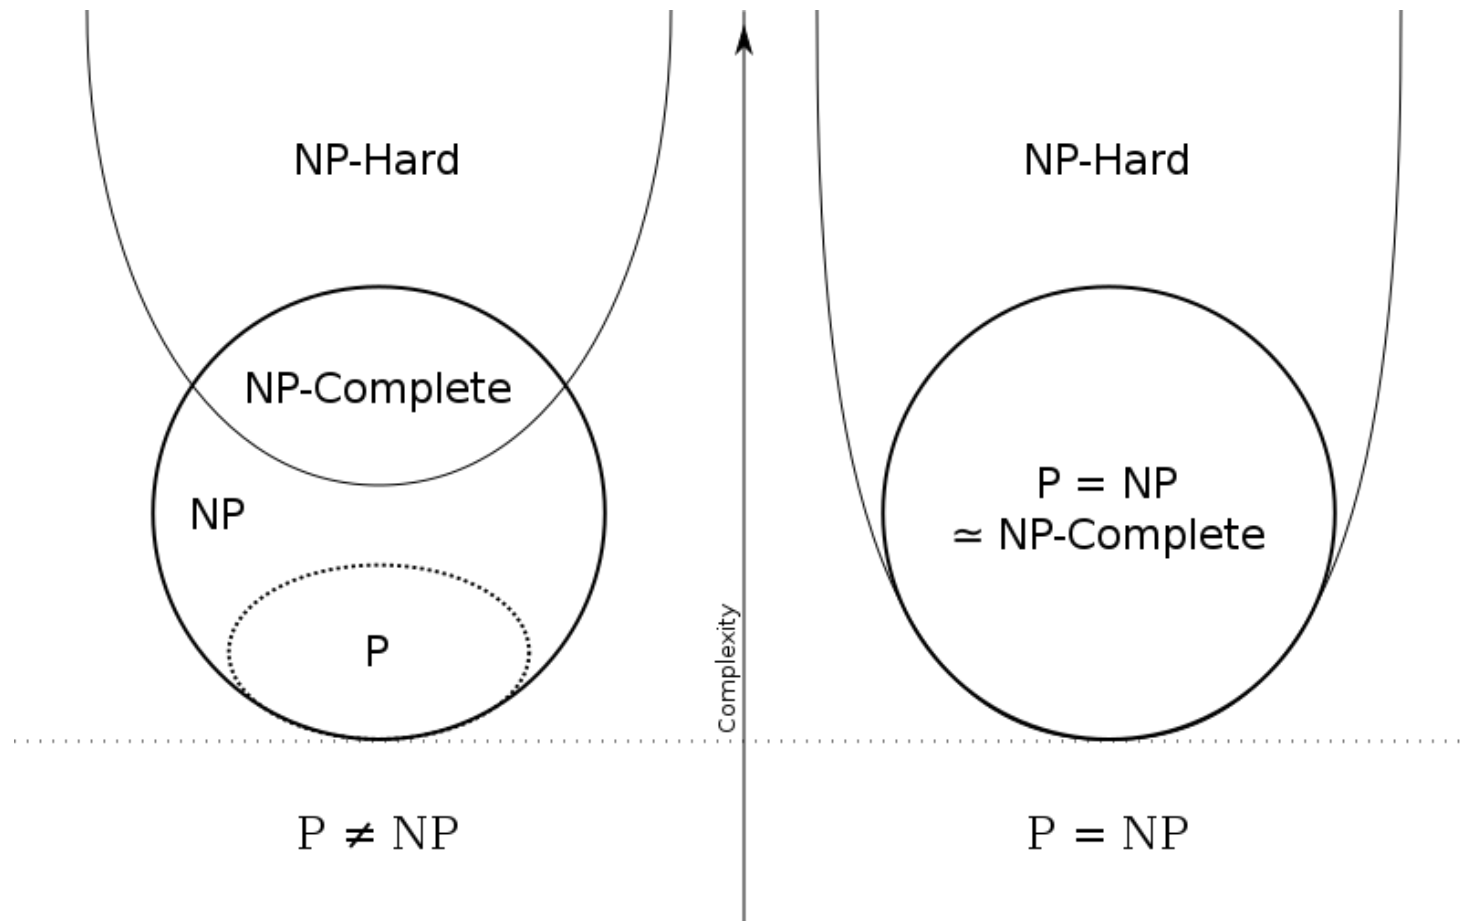 NP-Hard
NP-Complete
NP
P
P ≠ NP
Complexity
NP-Hard
P = NP
≃ NP-Complete
P = NP